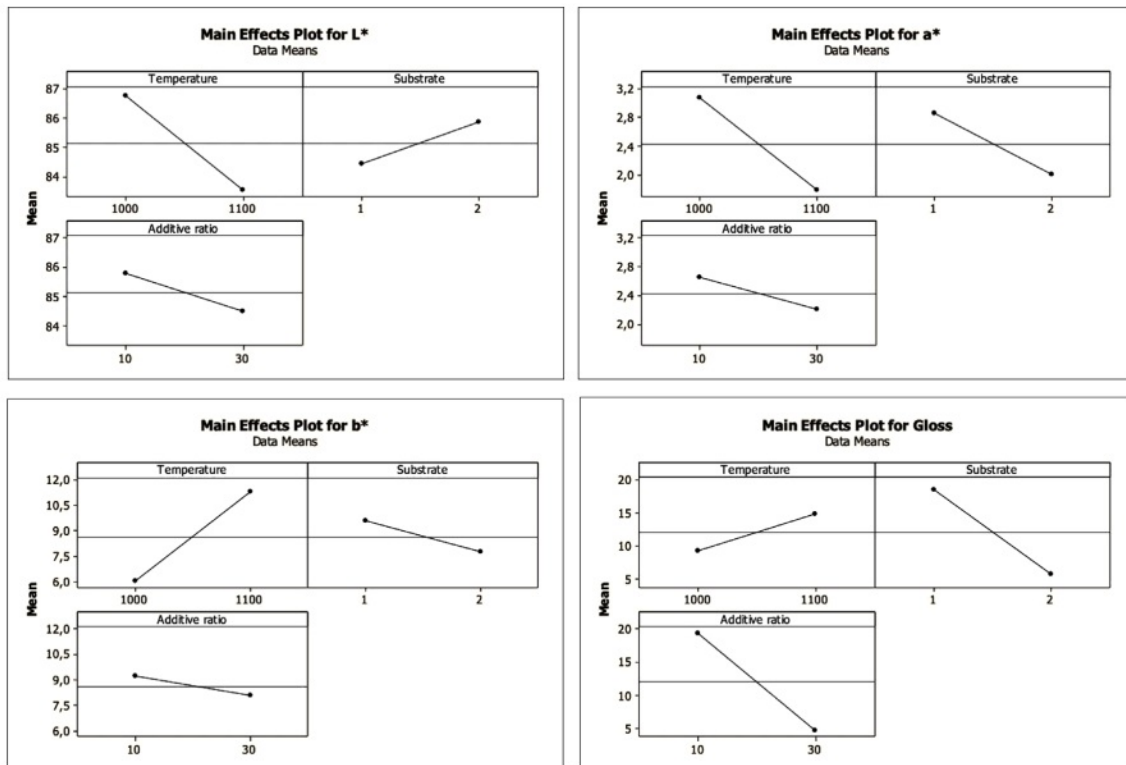 Main Effects Plot for L*
Data Means
Temperature
Substrate
87
86
85
84
1000
1100
1
2
Mean
Additive ratio
87
86
85
84
10
30
Main Effects Plot for a*
Data Means
Temperature
Substrate
3,2
2,8
2,4
2,0
1000
1100
1
2
Mean
Additive ratio
3,2
2,8
2,4
2,0
10
30
Main Effects Plot for b*
Data Means
Temperature
Substrate
12,0
10,5
9,0
7,5
6,0
1000
1100
1
2
Mean
Additive ratio
12,0
10,5
9,0
7,5
6,0
10
30
Main Effects Plot for Gloss
Data Means
Temperature
Substrate
20
15
10
5
1000
1100
1
2
Mean
Additive ratio
20
15
10
5
10
30